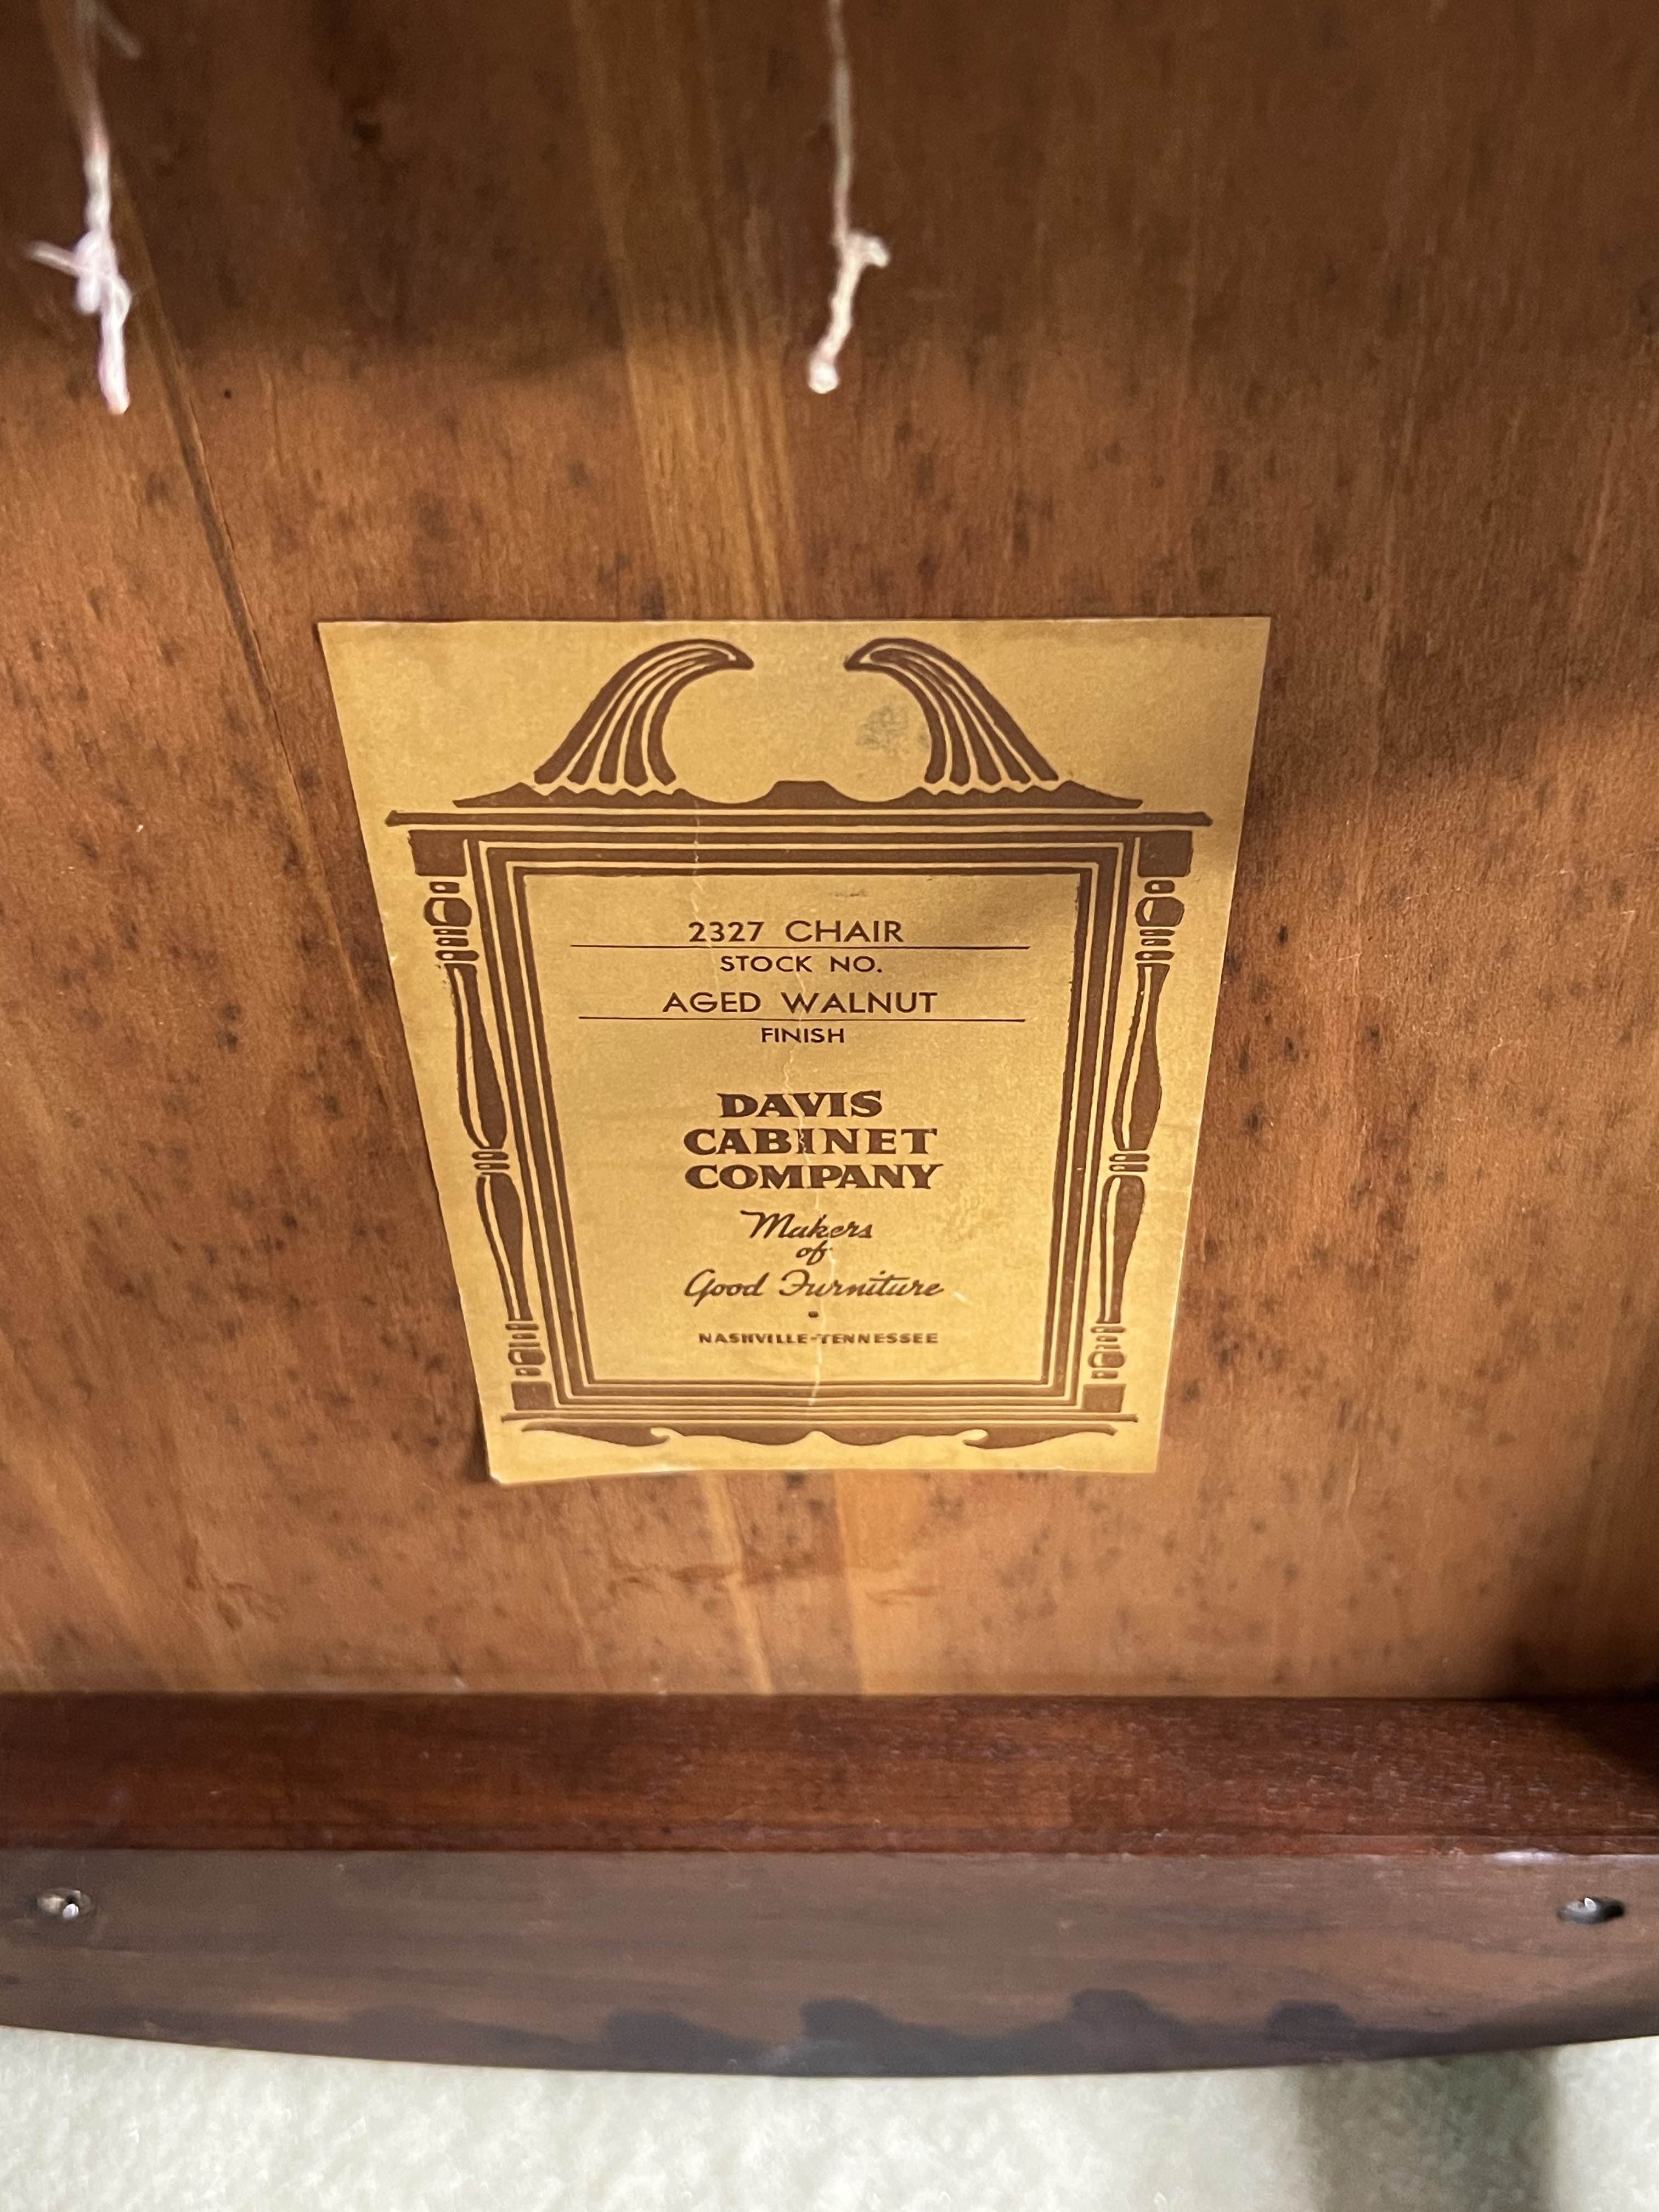 2327 CHAIR
STOCK NO.
AGED WALNUT
FINISH
DAVIS
CABINET
COMPANY
Makers
of
Good Furniture
NASHVILLE-TENNESSEE